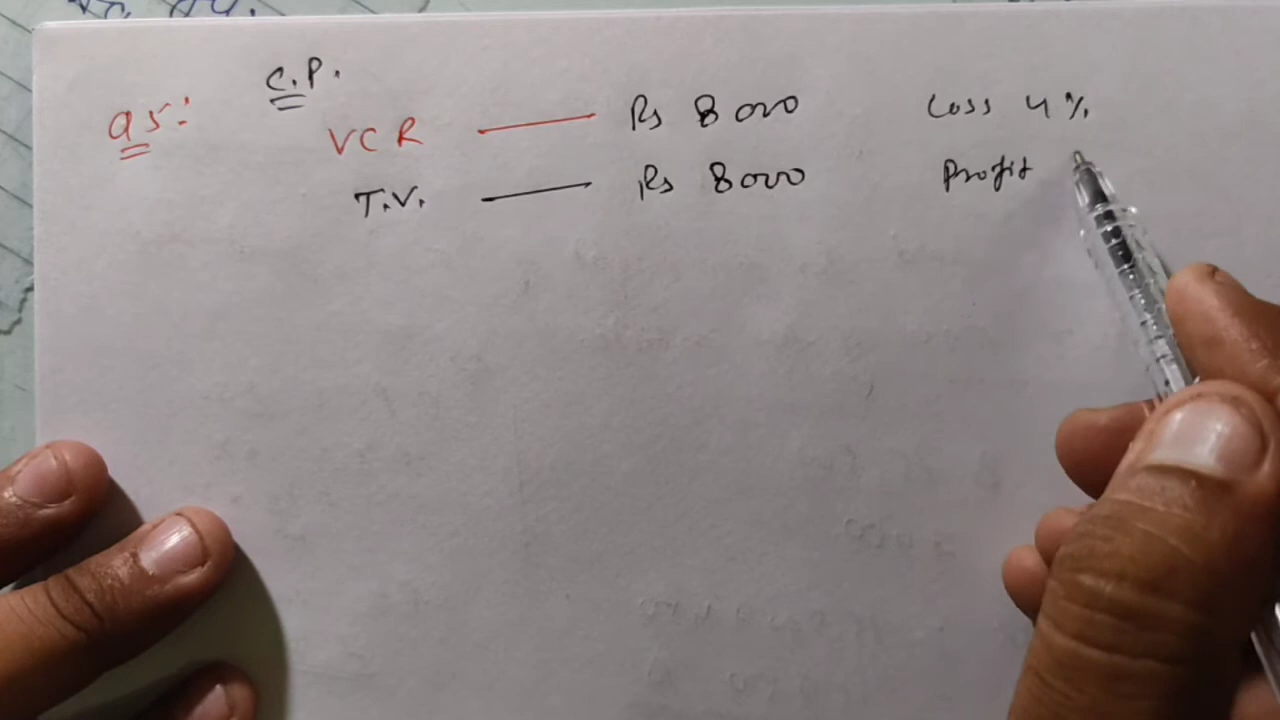 C.P.
Q5: VCR — Rs 8000 Loss 4%
T.V. — Rs 8000 Profit